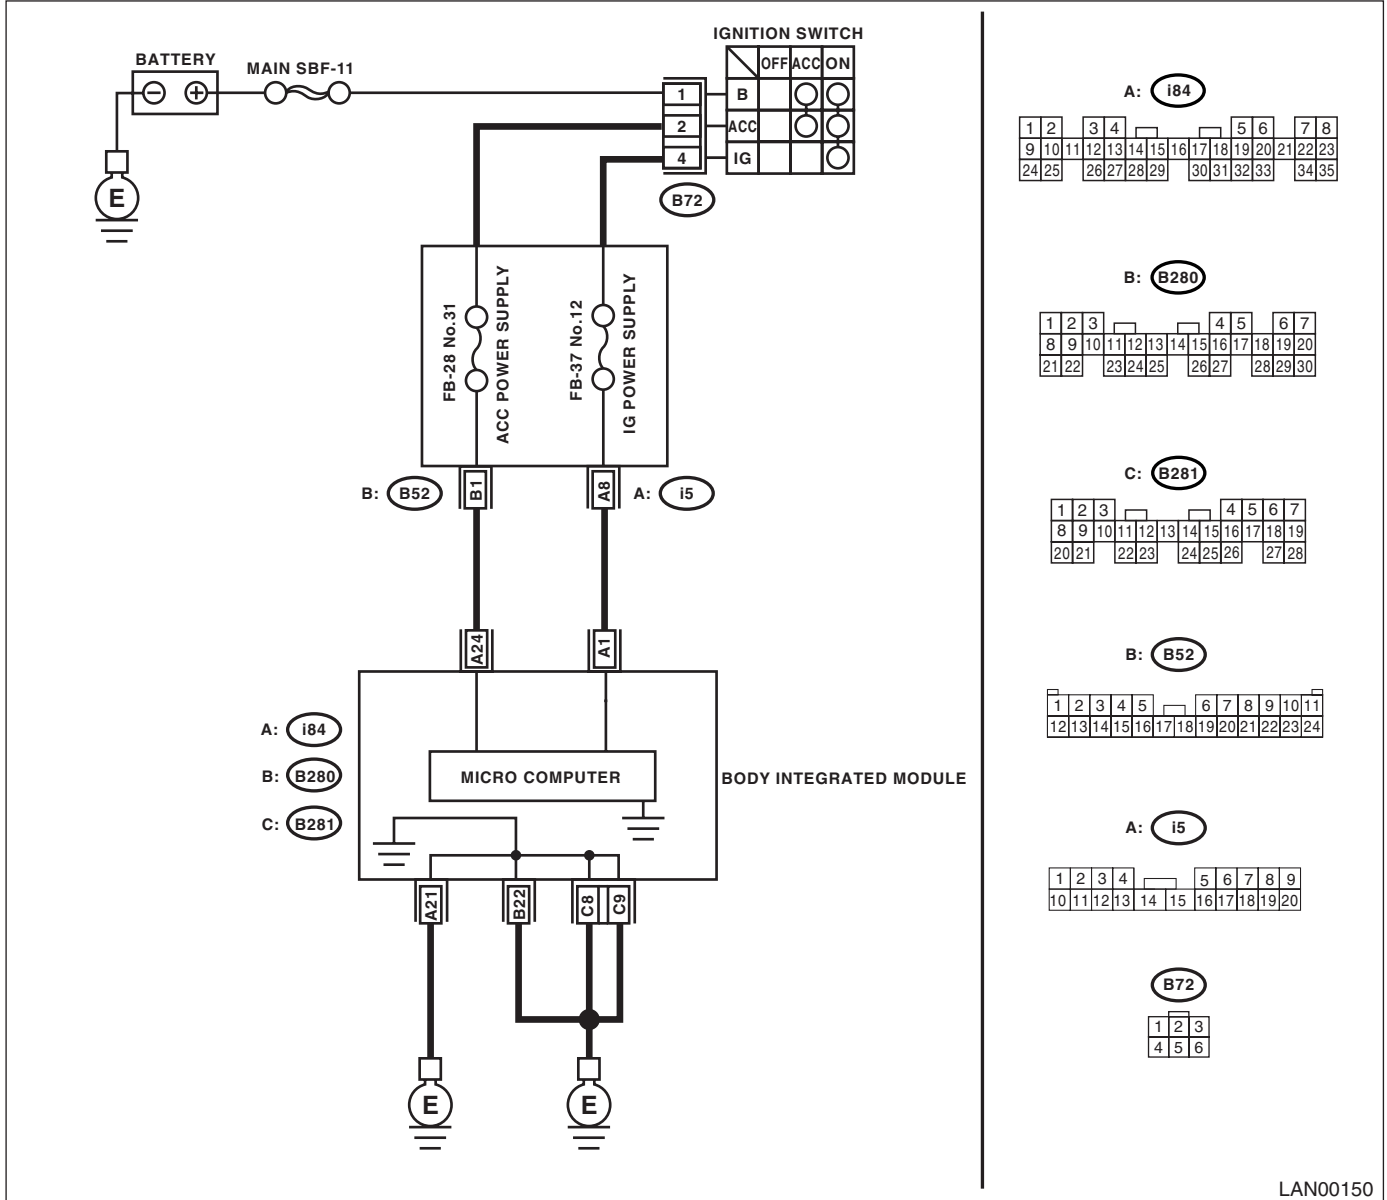 IGNITION SWITCH
BATTERY
MAIN SBF-11
OFF ACC ON
− +
1 B
2 ACC
4 IG
E
B72
FB-28 No.31
ACC POWER SUPPLY
FB-37 No.12
IG POWER SUPPLY
B: B52
B1
A8
A: i5
A24
A1
A: i84
B: B280
C: B281
MICRO COMPUTER
BODY INTEGRATED MODULE
A21
B22
C8
C9
E
E
A: i84
1 2 3 4 5 6 7 8
9 10 11 12 13 14 15 16 17 18 19 20 21 22 23
24 25 26 27 28 29 30 31 32 33 34 35
B: B280
1 2 3 4 5 6 7
8 9 10 11 12 13 14 15 16 17 18 19 20
21 22 23 24 25 26 27 28 29 30
C: B281
1 2 3 4 5 6 7
8 9 10 11 12 13 14 15 16 17 18 19
20 21 22 23 24 25 26 27 28
B: B52
1 2 3 4 5 6 7 8 9 10 11
12 13 14 15 16 17 18 19 20 21 22 23 24
A: i5
1 2 3 4 5 6 7 8 9
10 11 12 13 14 15 16 17 18 19 20
B72
1 2 3
4 5 6
LAN00150